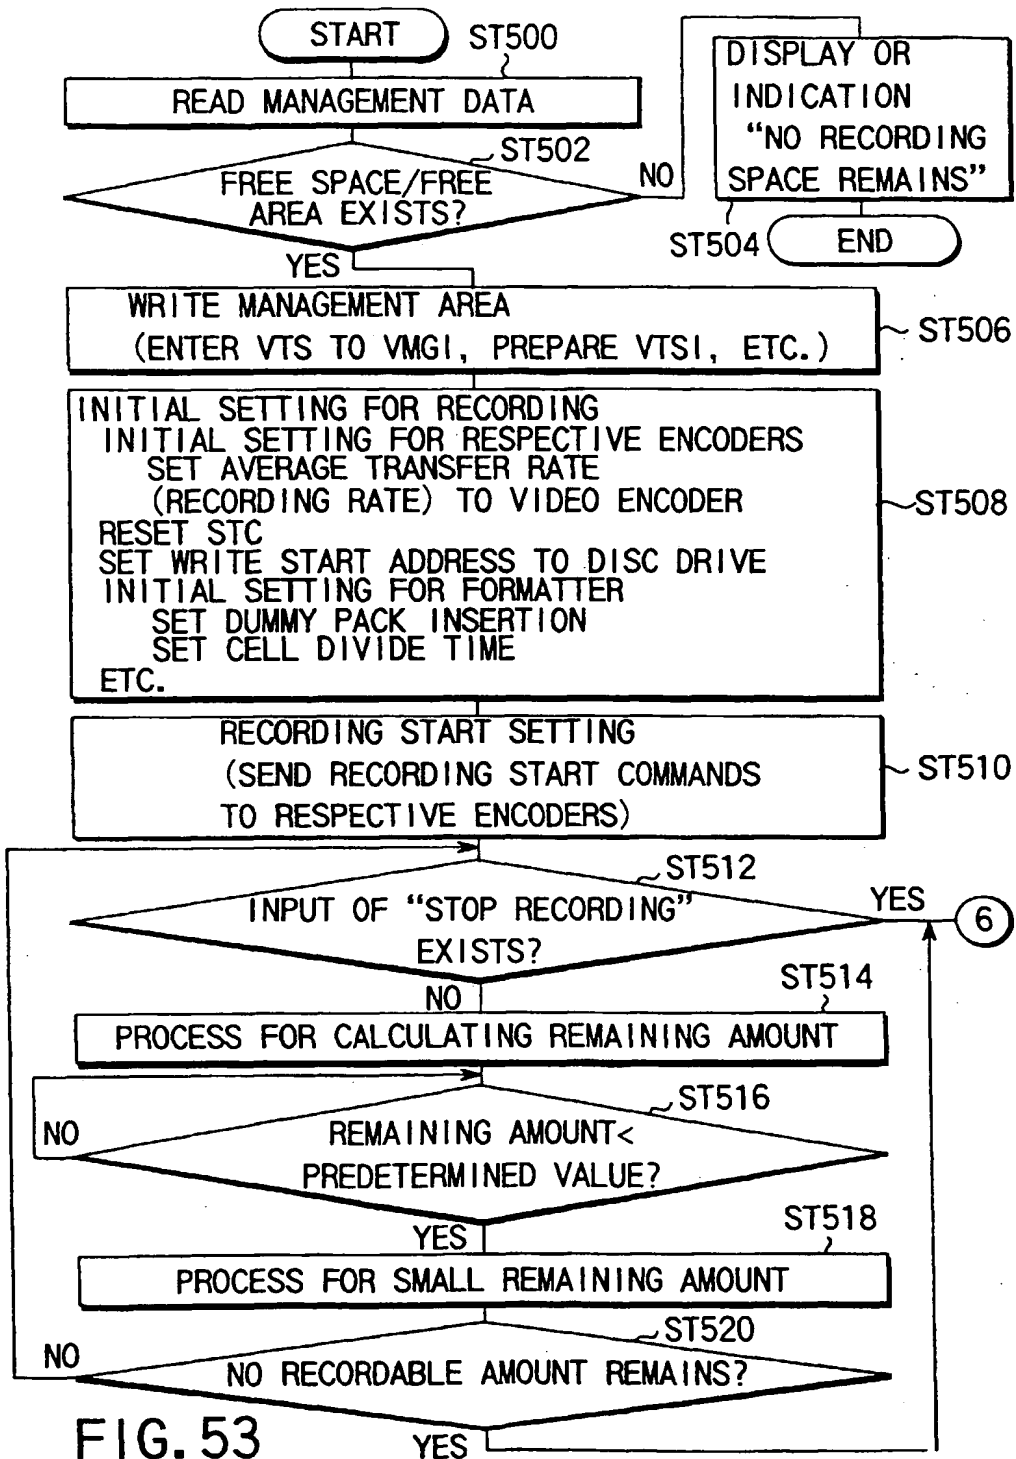 START
ST500
READ MANAGEMENT DATA
ST502
FREE SPACE/FREE
AREA EXISTS?
NO
DISPLAY OR
INDICATION
“NO RECORDING
SPACE REMAINS”
ST504
END
YES
WRITE MANAGEMENT AREA
(ENTER VTS TO VMGI, PREPARE VTSI, ETC.)
ST506
INITIAL SETTING FOR RECORDING
INITIAL SETTING FOR RESPECTIVE ENCODERS
SET AVERAGE TRANSFER RATE
(RECORDING RATE) TO VIDEO ENCODER
RESET STC
SET WRITE START ADDRESS TO DISC DRIVE
INITIAL SETTING FOR FORMATTER
SET DUMMY PACK INSERTION
SET CELL DIVIDE TIME
ETC.
ST508
RECORDING START SETTING
(SEND RECORDING START COMMANDS
TO RESPECTIVE ENCODERS)
ST510
ST512
INPUT OF “STOP RECORDING”
EXISTS?
YES
6
NO
ST514
PROCESS FOR CALCULATING REMAINING AMOUNT
ST516
NO
REMAINING AMOUNT<
PREDETERMINED VALUE?
YES
ST518
PROCESS FOR SMALL REMAINING AMOUNT
ST520
NO
NO RECORDABLE AMOUNT REMAINS?
YES
FIG. 53